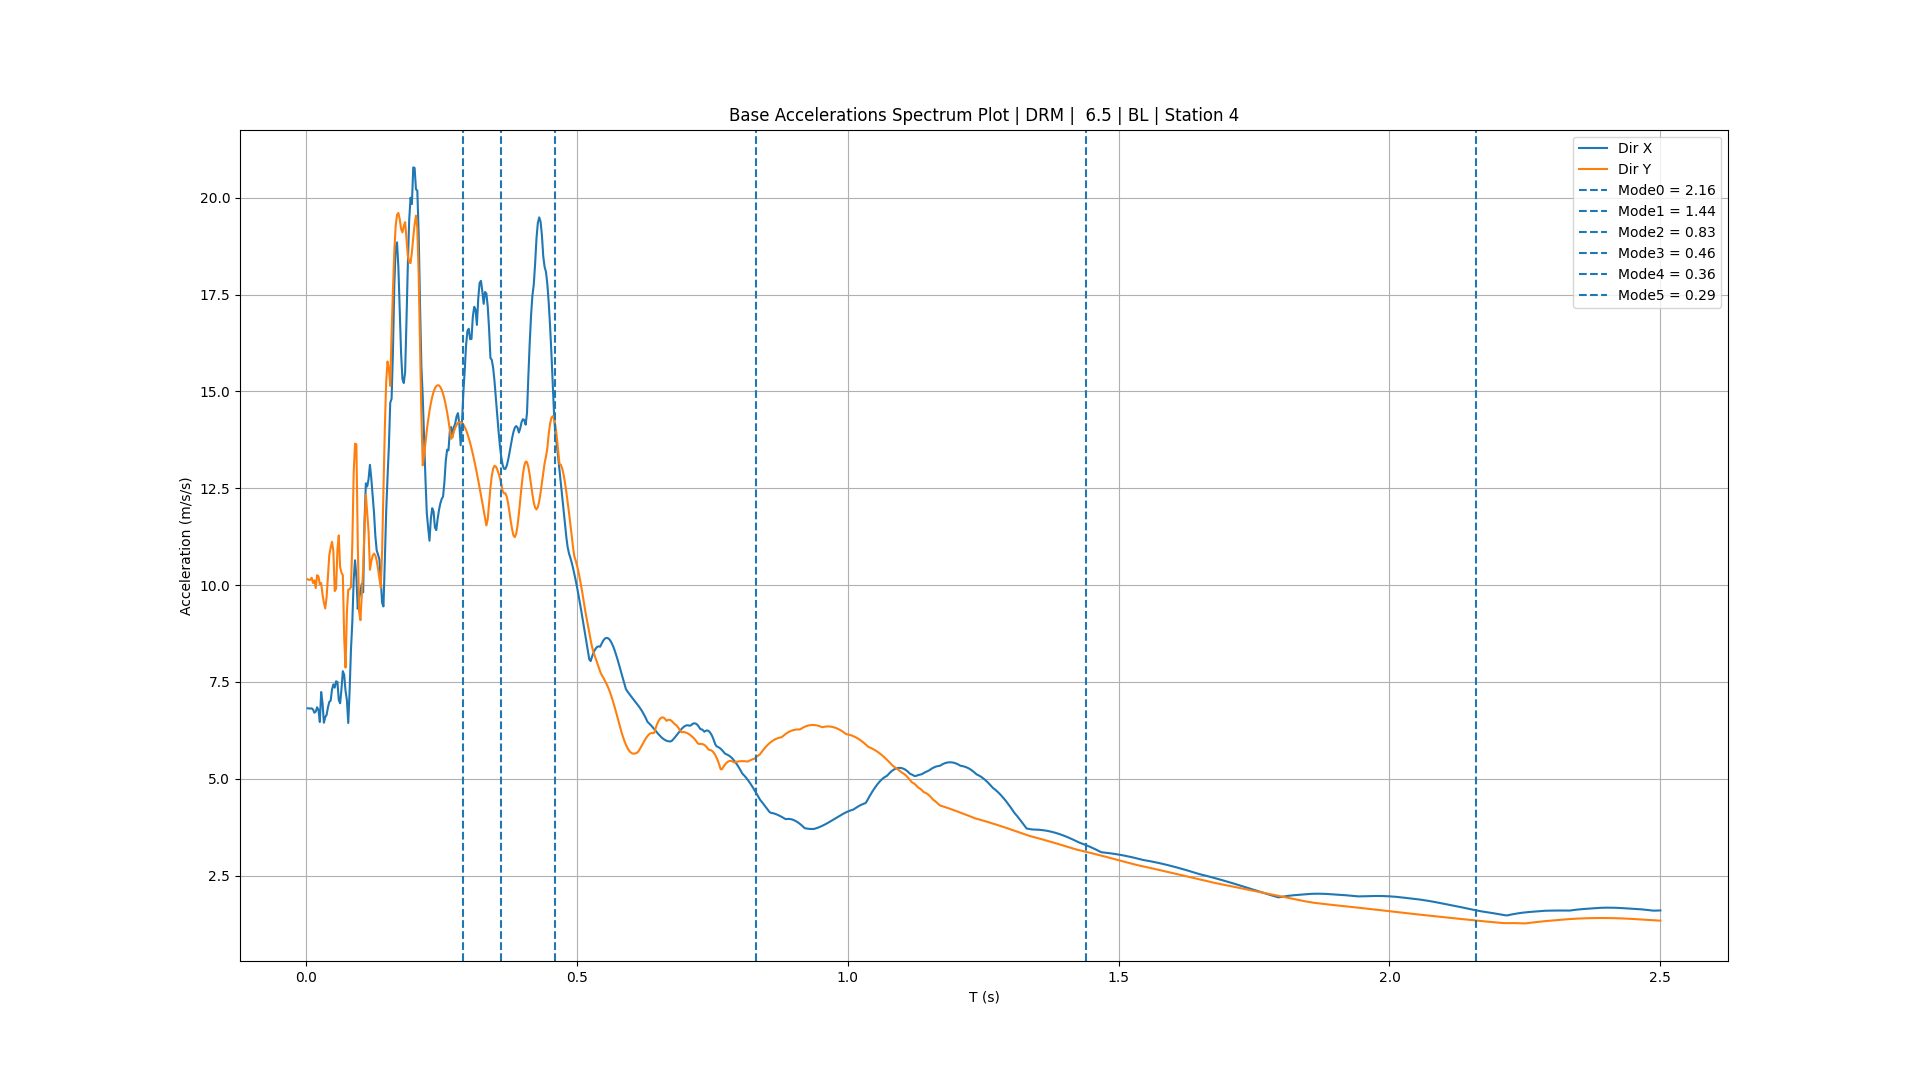 Base Accelerations Spectrum Plot | DRM |  6.5 | BL | Station 4
Dir X
Dir Y
Mode0 = 2.16
Mode1 = 1.44
Mode2 = 0.83
Mode3 = 0.46
Mode4 = 0.36
Mode5 = 0.29
20.0
17.5
15.0
12.5
10.0
7.5
5.0
2.5
Acceleration (m/s/s)
0.0 0.5 1.0 1.5 2.0 2.5
T (s)